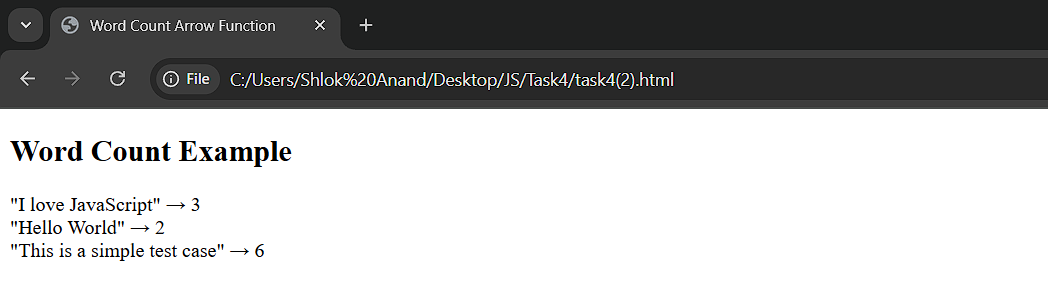 Word Count Arrow Function
File C:/Users/Shlok%20Anand/Desktop/JS/Task4/task4(2).html
Word Count Example
"I love JavaScript" → 3
"Hello World" → 2
"This is a simple test case" → 6